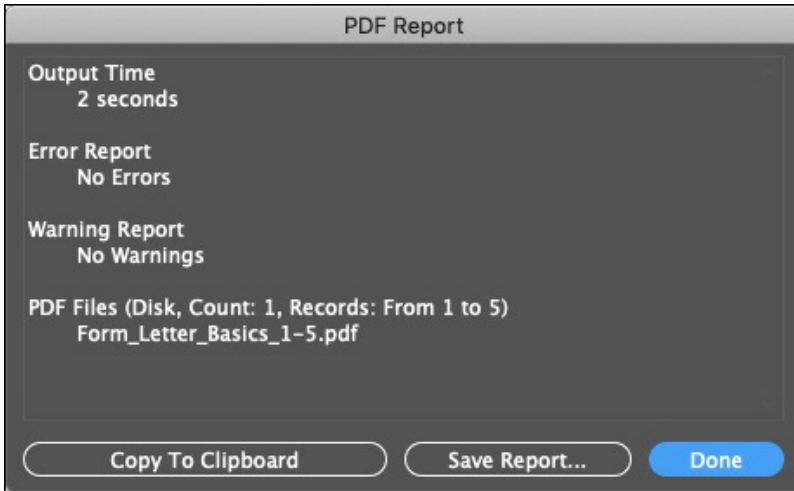 PDF Report
Output Time
2 seconds
Error Report
No Errors
Warning Report
No Warnings
PDF Files (Disk, Count: 1, Records: From 1 to 5)
Form_Letter_Basics_1-5.pdf
Copy To Clipboard
Save Report...
Done